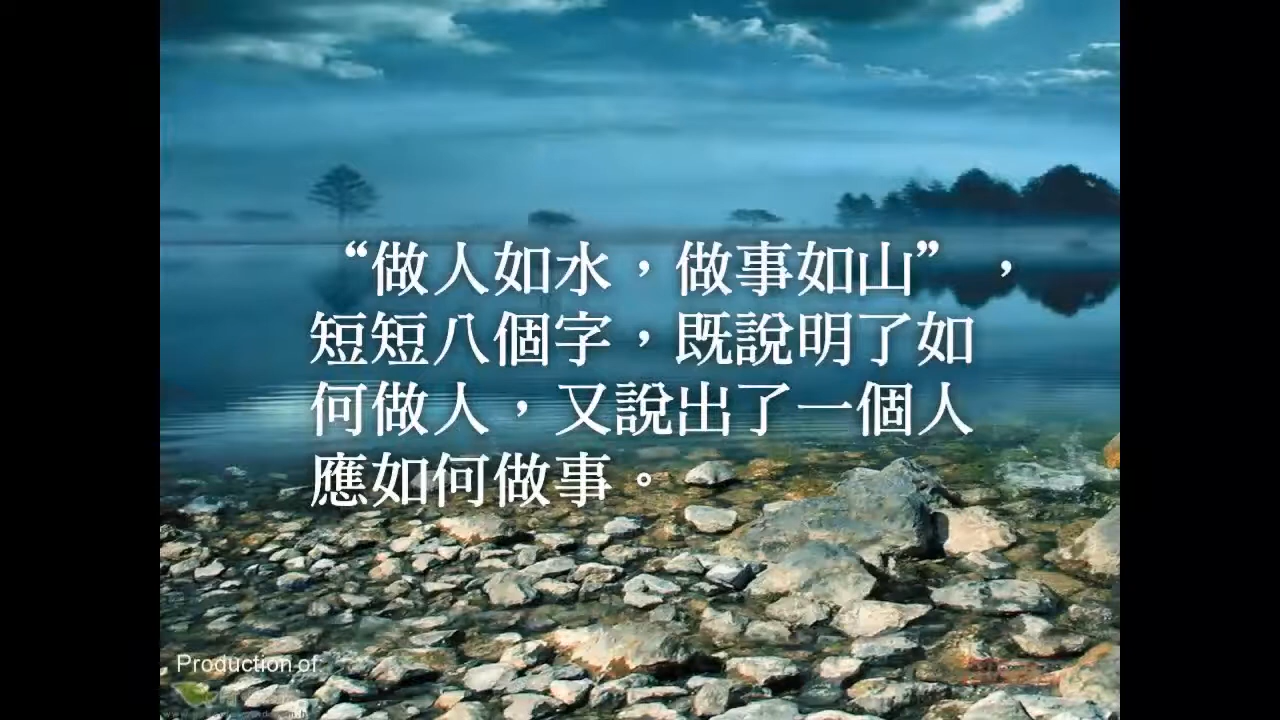 “做人如水，做事如山”，
短短八個字，既說明了如
何做人，又說出了一個人
應如何做事。
Production of: